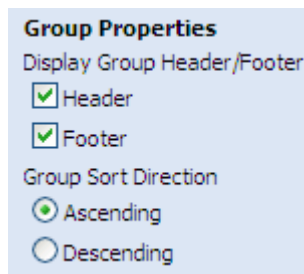 Group Properties
Display Group Header/Footer
Header
Footer
Group Sort Direction
Ascending
Descending